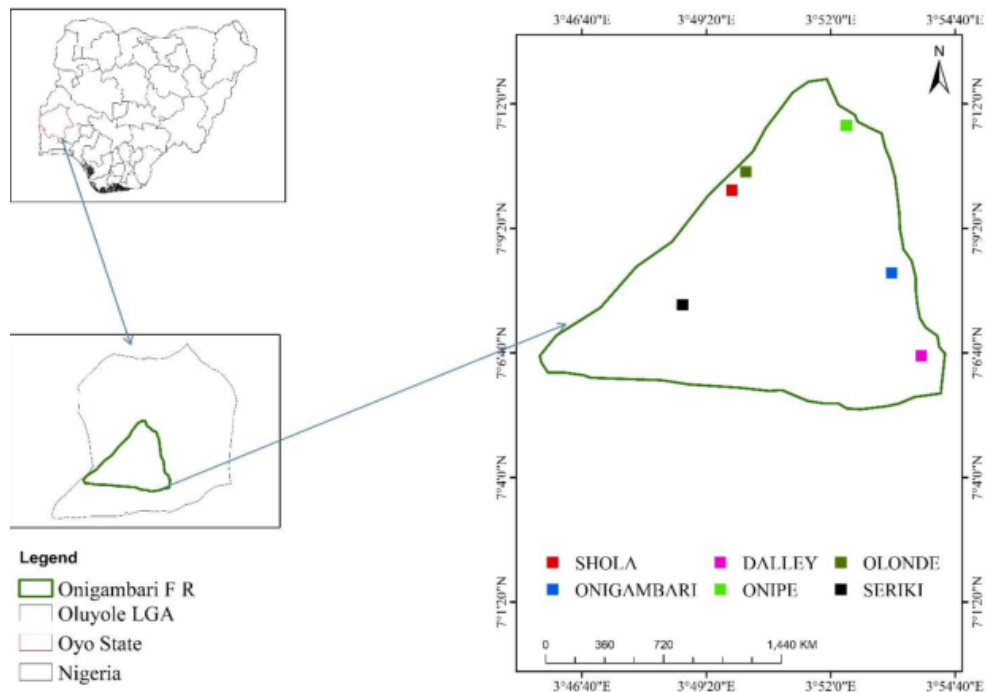 3°46'40"E 3°49'20"E 3°52'0"E 3°54'40"E
N
7°12'0"N 7°12'0"N
7°9'20"N 7°9'20"N
7°6'40"N 7°6'40"N
7°4'0"N 7°4'0"N
7°1'20"N 7°1'20"N
SHOLA DALLEY OLONDE
ONIGAMBARI ONIPE SERIKI
0 360 720 1,440 KM
3°46'40"E 3°49'20"E 3°52'0"E 3°54'40"E
Legend
Onigambari F R
Oluyole LGA
Oyo State
Nigeria